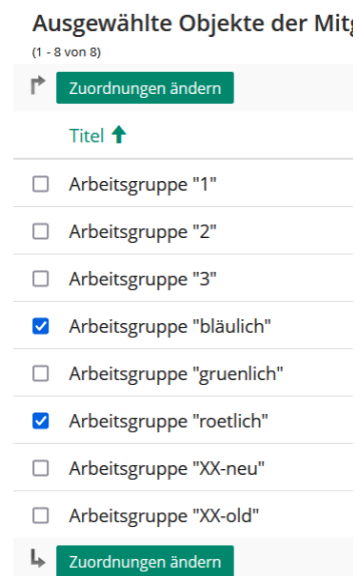 Ausgewählte Objekte der
(1 - 8 von 8)
Zuordnungen ändern
Titel
Arbeitsgruppe "1"
Arbeitsgruppe "2"
Arbeitsgruppe "3"
Arbeitsgruppe "bläulich"
Arbeitsgruppe "gruenlich"
Arbeitsgruppe "roetlich"
Arbeitsgruppe "XX-neu"
Arbeitsgruppe "XX-old"
Zuordnungen ändern